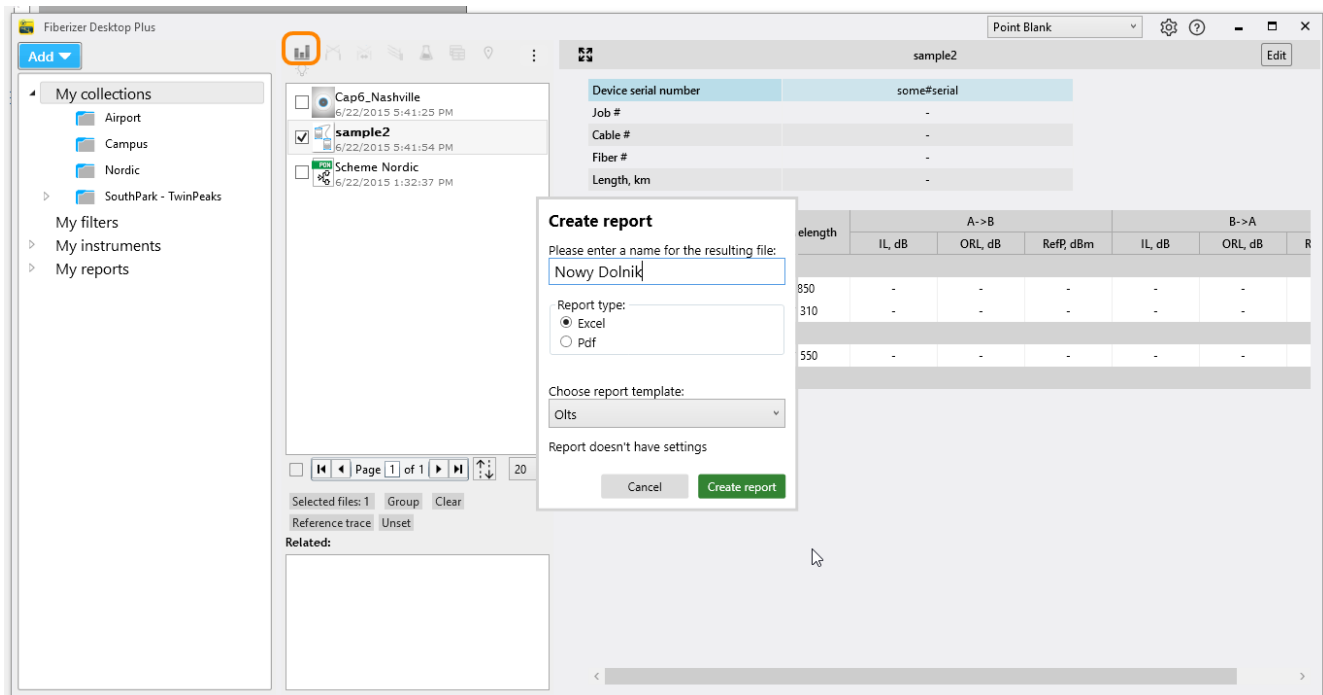 Fiberizer Desktop Plus
Point Blank
Add
sample2
Edit
My collections
Airport
Campus
Nordic
SouthPark - TwinPeaks
My filters
My instruments
My reports
Cap6_Nashville
6/22/2015 5:41:25 PM
sample2
6/22/2015 5:41:54 PM
PON
Scheme Nordic
6/22/2015 1:32:37 PM
Page 1 of 1
20
Selected files: 1 Group Clear
Reference trace Unset
Related:
Device serial number some#serial
Job # -
Cable # -
Fiber # -
Length, km -
elength A->B B->A
IL, dB ORL, dB RefP, dBm IL, dB ORL, dB R
850 - - - - -
310 - - - - -
550 - - - - -
Create report
Please enter a name for the resulting file:
Nowy Dolnik
Report type:
Excel
Pdf
Choose report template:
Olts
Report doesn't have settings
Cancel Create report